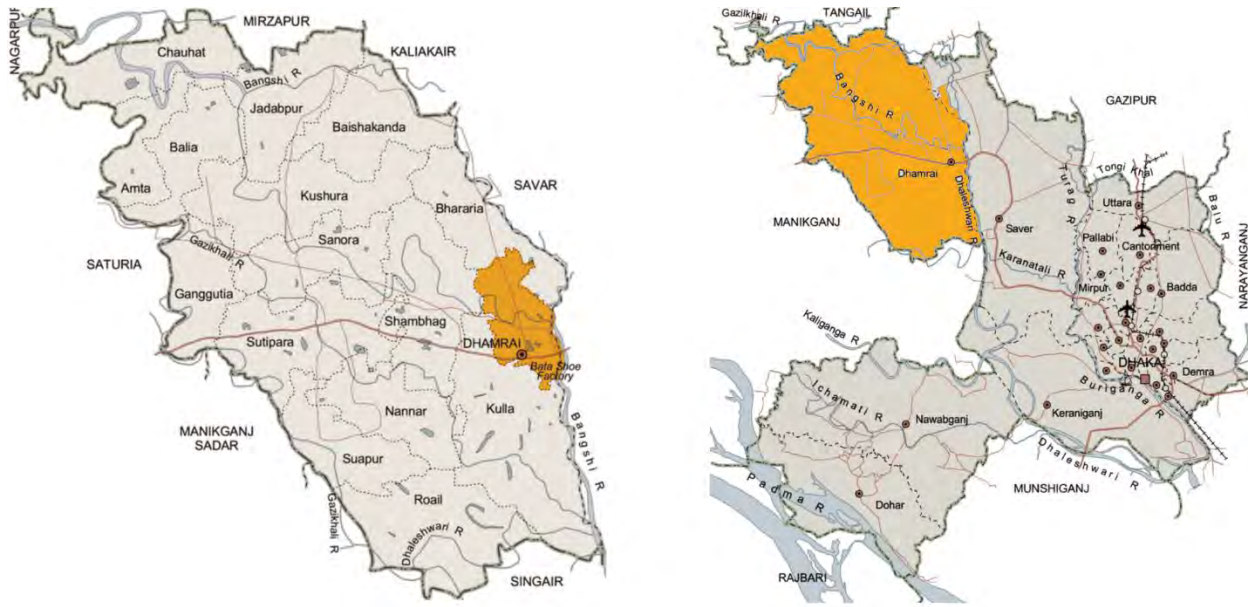 MIRZAPUR
NAGARPUR
Chauhat
KALIAKAIR
Bangshi R
Jadabpur
Baishakanda
Balia
Amta
Kushura
SAVAR
Bhararia
Sanora
Gazikhali R
SATURIA
Ganggutia
Shambhag
Sutipara
DHAMRAI
Bata Shoe
Factory
Nannar
Kulla
MANIKGANJ
SADAR
Bangshi R
Suapur
Roail
Gazikhali R
Dhaleshwari R
SINGAIR
TANGAIL
Gazilkhali R
Bangshi R
GAZIPUR
Dhamrai
Dhaleshwari R
Turag R
Tongi Khal
Uttara
Balu R
MANIKGANJ
Saver
Pallabi
Cantonment
NARAYANGANJ
Karanatali R
Mirpur
Badda
Kaliganga R
DHAKA
Demra
Buriganga R
Ichamati R
Nawabganj
Keraniganj
Dhaleshwari R
MUNSHIGANJ
Padma R
Dohar
RAJBARI